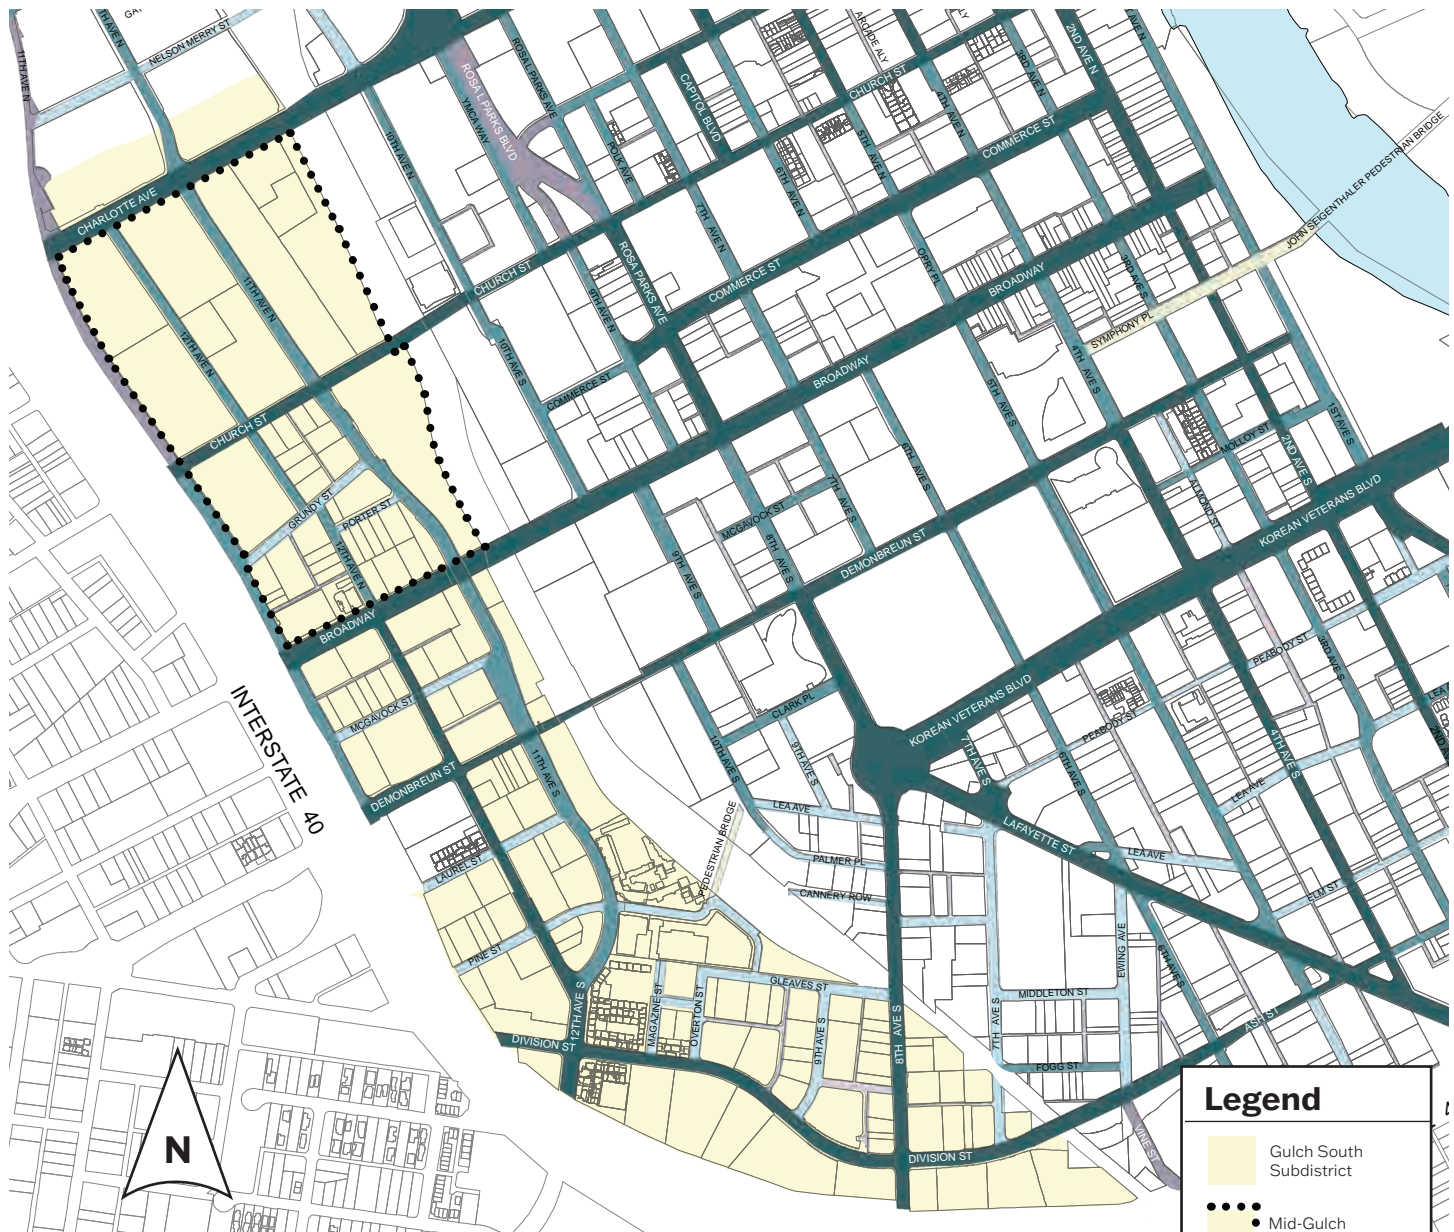 GA
11TH AVE N
TH AVE N
NELSON MERRY ST
ROSA L PARKS AVE
ROSA L PARKS BLVD
YMCA WAY
ARCADE ALY
ALY
2ND AVE N
T AVE N
3RD AVE N
CAPITOL BLVD
CHURCH ST
4TH AVE N
5TH AVE N
COMMERCE ST
10TH AVE N
POLK AVE
6TH AVE N
JOHN SEIGENTHALER PEDESTRIAN BRIDGE
CHARLOTTE AVE
7TH AVE N
ROSA PARKS AVE
COMMERCE ST
OPRY PL
BROADWAY
3RD AVE S
CHURCH ST
11TH AVE N
9TH AVE N
SYMPHONY PL
12TH AVE N
10TH AVE S
COMMERCE ST
BROADWAY
4TH AVE S
5TH AVE S
1ST AVE S
CHURCH ST
MOLLOY ST
2ND AVE S
6TH AVE S
7TH AVE S
ALMOND ST
KOREAN VETERANS BLVD
GRUNDY ST
PORTER ST
MCGAVOCK ST
8TH AVE S
DEMONBREUN ST
12TH AVE N
9TH AVE S
BROADWAY
PEABODY ST
3RD AVE S
INTERSTATE 40
MCGAVOCK ST
CLARK PL
KOREAN VETERANS BLVD
PEABODY ST
LEA
2ND
10TH AVE S
9TH AVE S
7TH AVE S
6TH AVE S
4TH AVE S
DEMONBREUN ST
11TH AVE S
LEA AVE
LEA AVE
LAFAYETTE ST
PEDESTRIAN BRIDGE
LEA AVE
LAUREL ST
PALMER PL
CANNERY ROW
ELM ST
PINE ST
EWING AVE
6TH AVE S
GLEAVES ST
MIDDLETON ST
12TH AVE S
MAGAZINE ST
OVERTON ST
9TH AVE S
8TH AVE S
7TH AVE S
ASH ST
DIVISION ST
FOGG ST
VINE ST
DIVISION ST
N
Legend
Gulch South
Subdistrict
Mid-Gulch